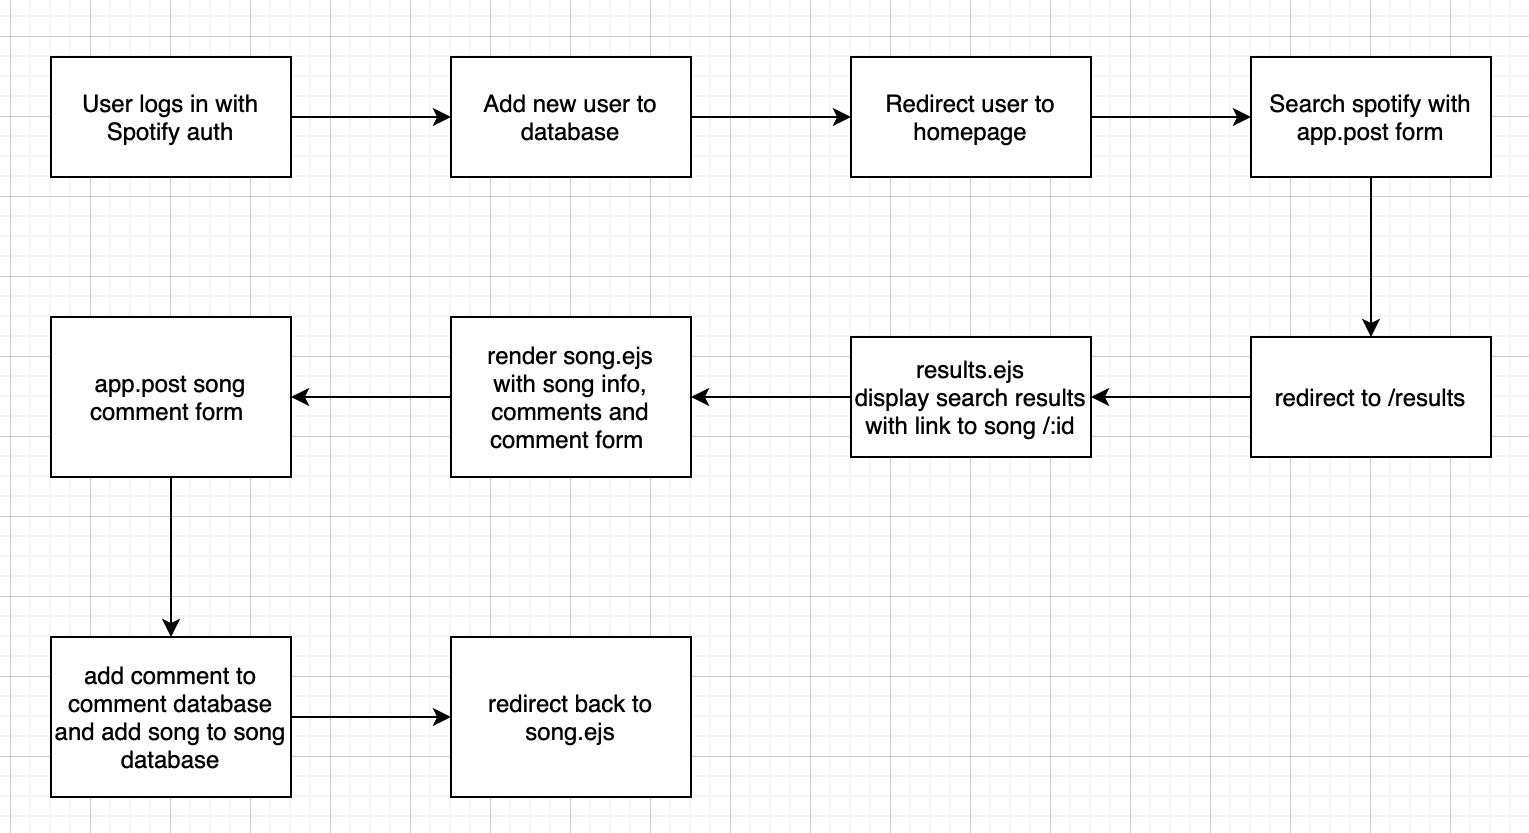 User logs in with
Spotify auth
Add new user to
database
Redirect user to
homepage
Search spotify with
app.post form
app.post song
comment form
render song.ejs
with song info,
comments and
comment form
results.ejs
display search results
with link to song /:id
redirect to /results
add comment to
comment database
and add song to song
database
redirect back to
song.ejs